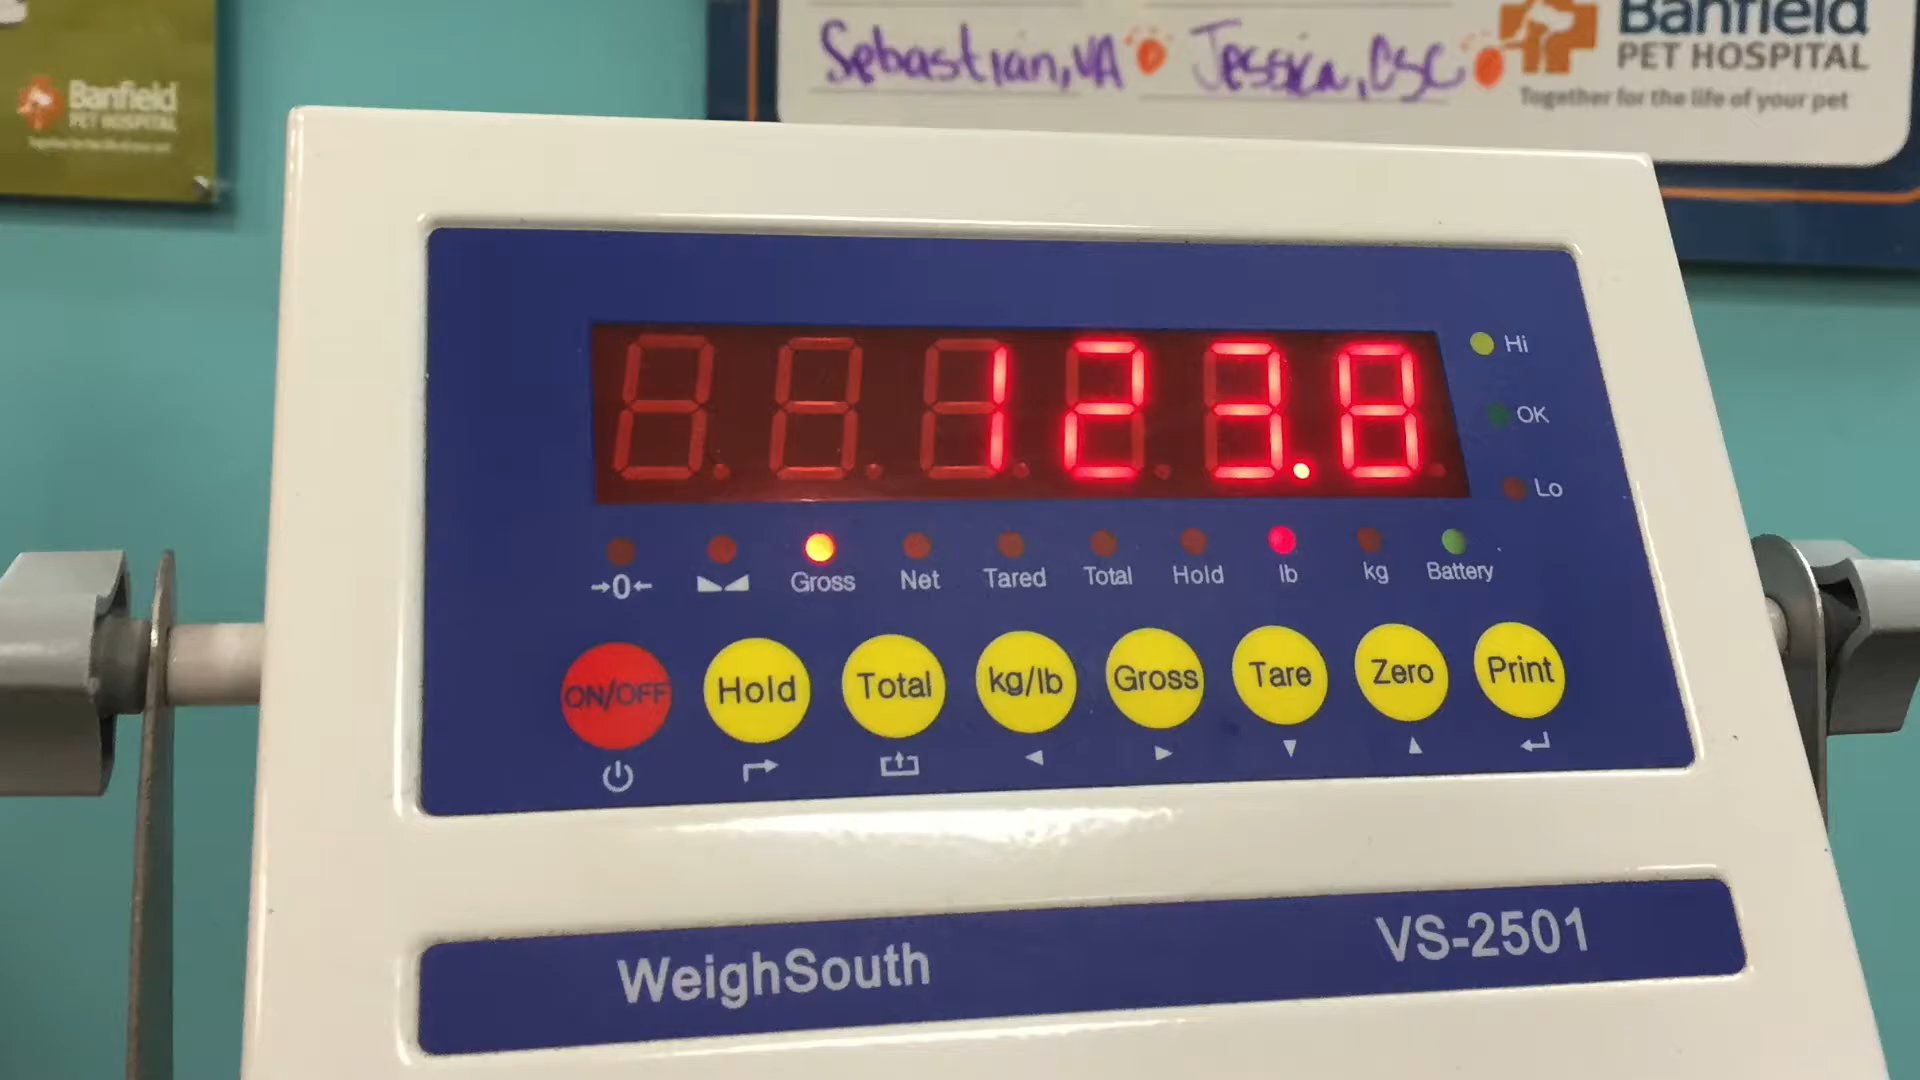 Banfield
PET HOSPITAL
Sebastian, VA Jessica, CSC
Banfield
PET HOSPITAL
Together for the life of your pet
123.8
Hi
OK
Lo
→0← Gross Net Tared Total Hold lb kg Battery
ON/OFF Hold Total kg/lb Gross Tare Zero Print
WeighSouth VS-2501